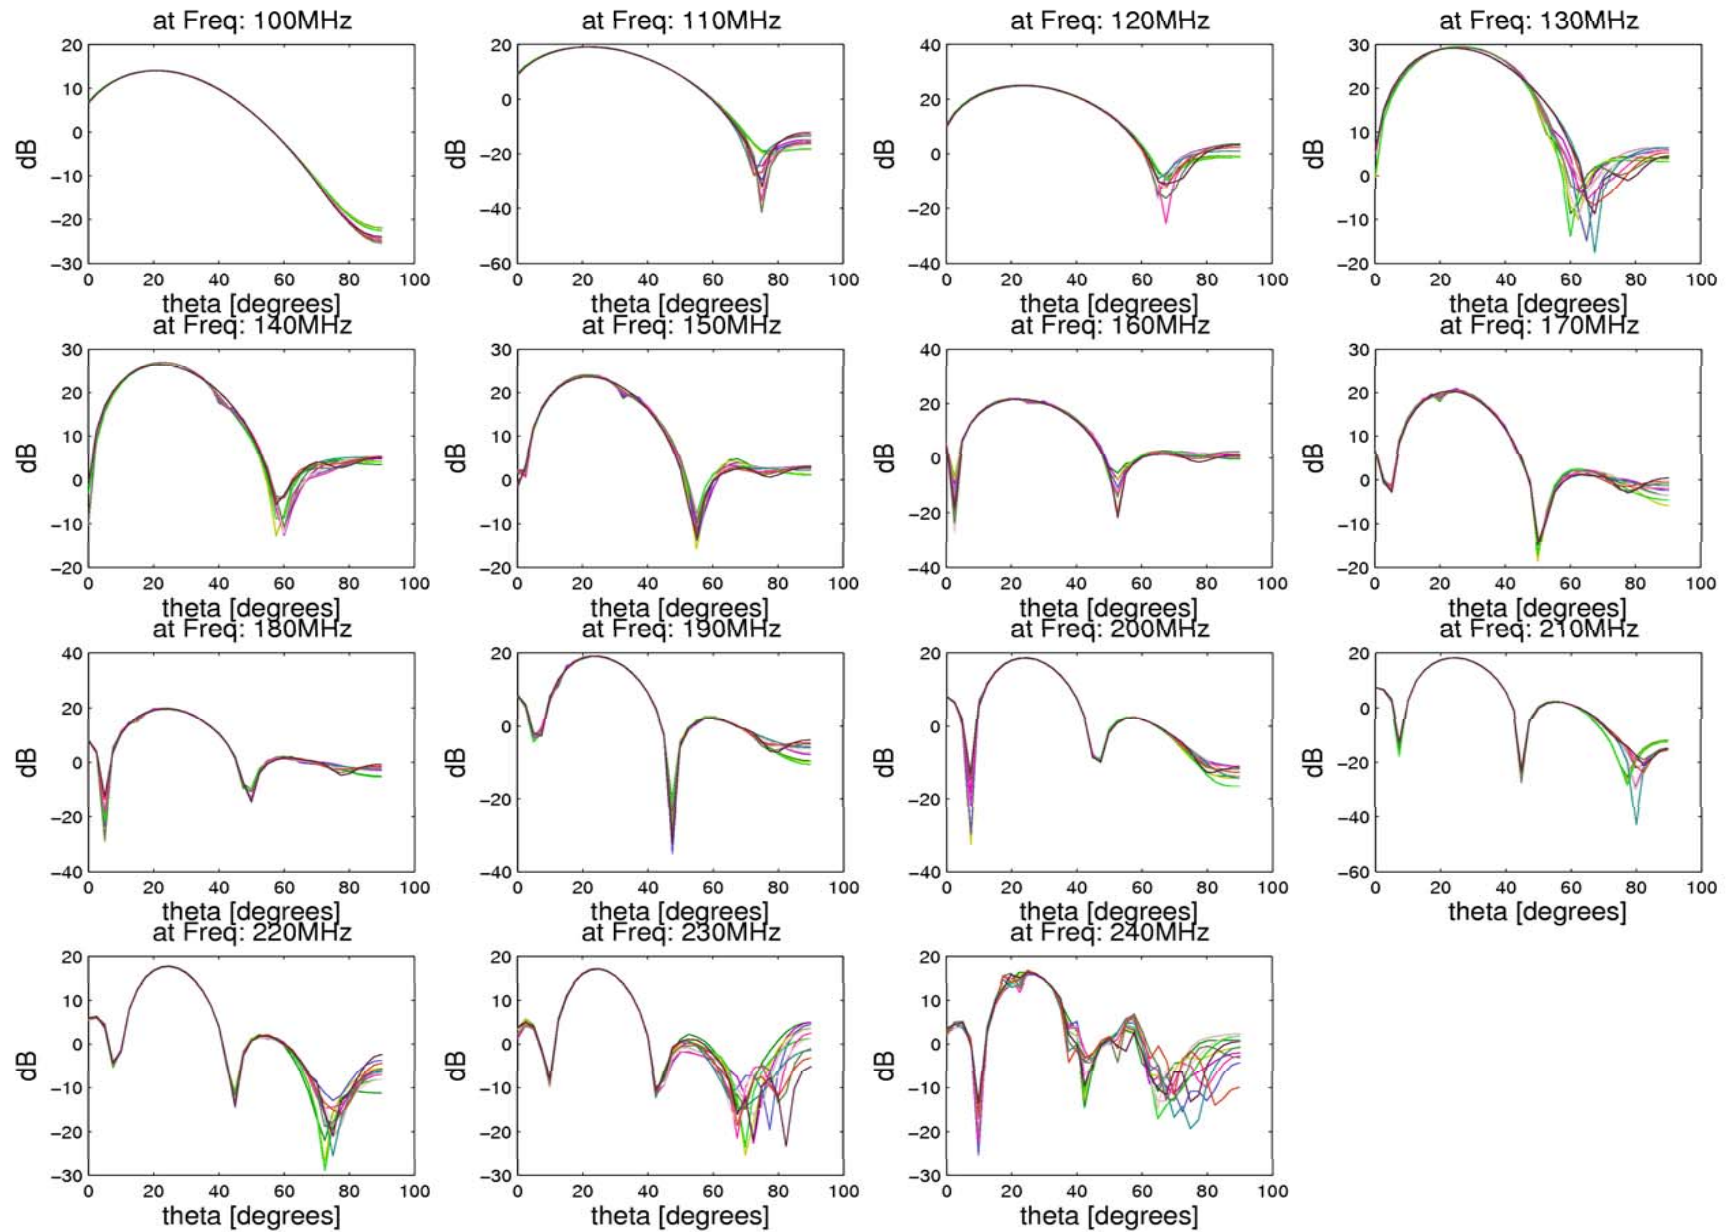 at Freq: 100MHz
at Freq: 110MHz
at Freq: 120MHz
at Freq: 130MHz
20
10
0
−10
−20
−30
dB
0 20 40 60 80 100
theta [degrees]
20
0
−20
−40
−60
dB
0 20 40 60 80 100
theta [degrees]
40
20
0
−20
−40
dB
0 20 40 60 80 100
theta [degrees]
30
20
10
0
−10
−20
dB
0 20 40 60 80 100
theta [degrees]
at Freq: 140MHz
at Freq: 150MHz
at Freq: 160MHz
at Freq: 170MHz
30
20
10
0
−10
−20
dB
0 20 40 60 80 100
theta [degrees]
30
20
10
0
−10
−20
dB
0 20 40 60 80 100
theta [degrees]
40
20
0
−20
−40
dB
0 20 40 60 80 100
theta [degrees]
30
20
10
0
−10
−20
dB
0 20 40 60 80 100
theta [degrees]
at Freq: 180MHz
at Freq: 190MHz
at Freq: 200MHz
at Freq: 210MHz
40
20
0
−20
−40
dB
0 20 40 60 80 100
theta [degrees]
20
0
−20
−40
dB
0 20 40 60 80 100
theta [degrees]
20
0
−20
−40
dB
0 20 40 60 80 100
theta [degrees]
20
0
−20
−40
−60
dB
0 20 40 60 80 100
theta [degrees]
at Freq: 220MHz
at Freq: 230MHz
at Freq: 240MHz
20
10
0
−10
−20
−30
dB
0 20 40 60 80 100
theta [degrees]
20
10
0
−10
−20
−30
dB
0 20 40 60 80 100
theta [degrees]
20
10
0
−10
−20
−30
dB
0 20 40 60 80 100
theta [degrees]